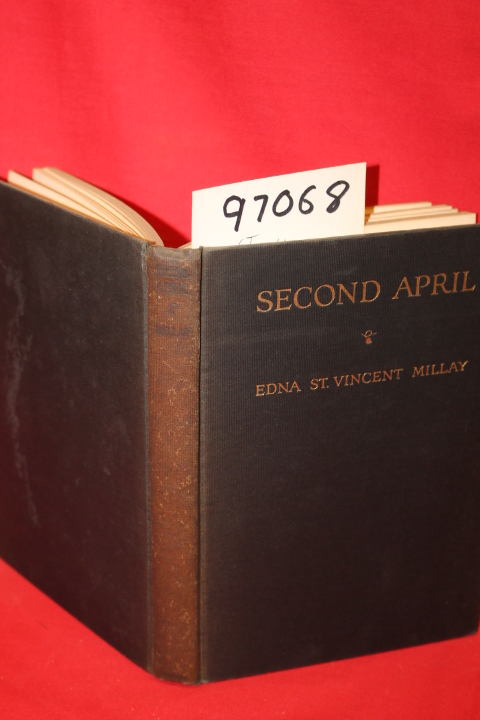 97068
SECOND APRIL
EDNA ST. VINCENT MILLAY